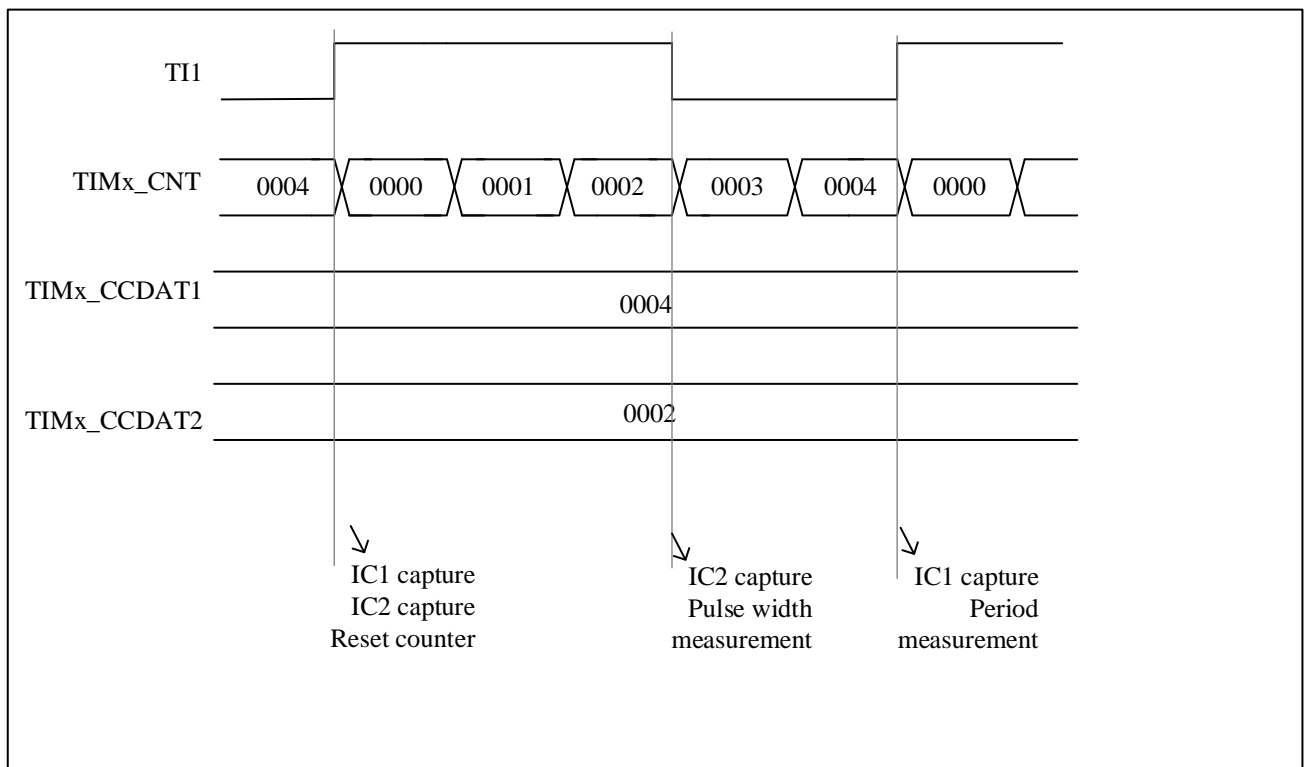 TI1
TIMx_CNT
0004 0000 0001 0002 0003 0004 0000
TIMx_CCDAT1
0004
TIMx_CCDAT2
0002
IC1 capture
IC2 capture
Reset counter
IC2 capture
Pulse width
measurement
IC1 capture
Period
measurement